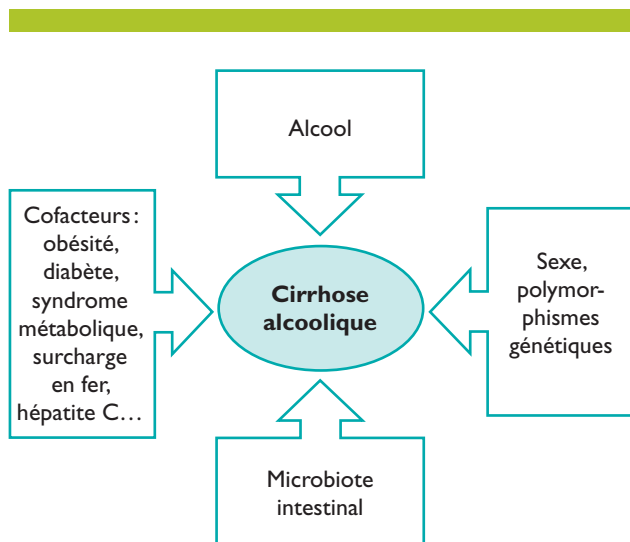 Alcool
Cofacteurs :
obésité,
diabète,
syndrome
métabolique,
surcharge
en fer,
hépatite C…
Cirrhose
alcoolique
Sexe,
polymor-
phismes
génétiques
Microbiote
intestinal